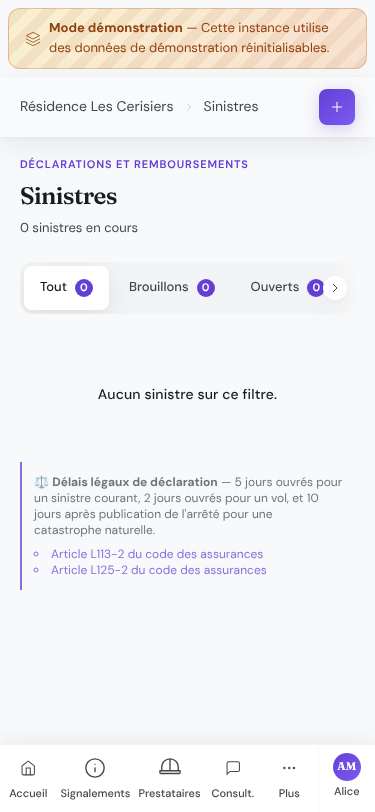 Mode démonstration — Cette instance utilise
des données de démonstration réinitialisables.
Résidence Les Cerisiers > Sinistres +
DÉCLARATIONS ET REMBOURSEMENTS
Sinistres
0 sinistres en cours
Tout 0 Brouillons 0 Ouverts 0
Aucun sinistre sur ce filtre.
⚖️ Délais légaux de déclaration — 5 jours ouvrés pour
un sinistre courant, 2 jours ouvrés pour un vol, et 10
jours après publication de l'arrêté pour une
catastrophe naturelle.
Article L113-2 du code des assurances
Article L125-2 du code des assurances
AM
Accueil Signalements Prestataires Consult. Plus Alice